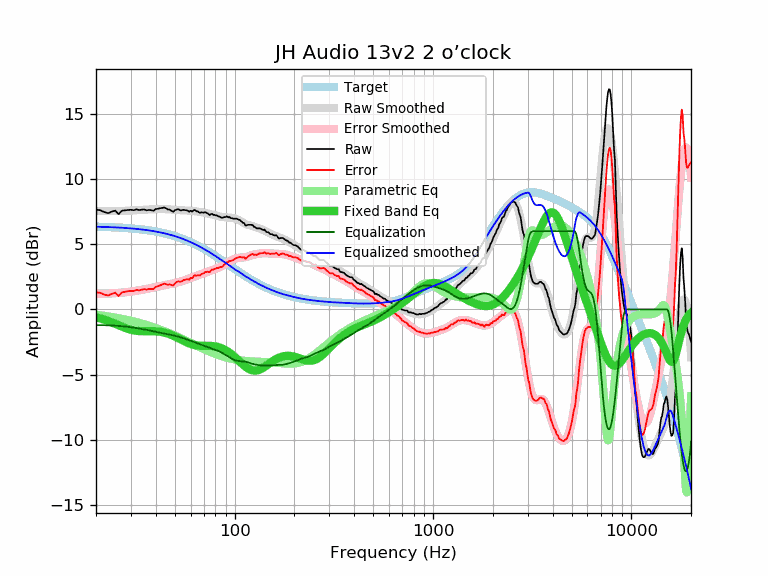 JH Audio 13v2 2 o’clock
Target
Raw Smoothed
Error Smoothed
Raw
Error
Parametric Eq
Fixed Band Eq
Equalization
Equalized smoothed
15
10
5
0
−5
−10
−15
Amplitude (dBr)
100 1000 10000
Frequency (Hz)